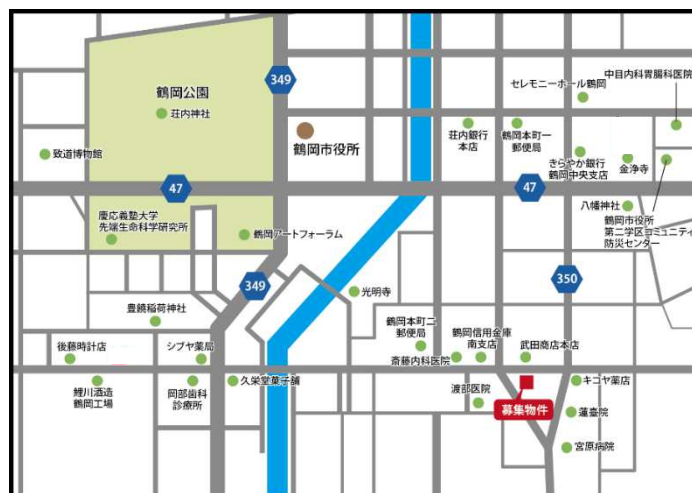 349
中目内科胃腸科医院
セレモニーホール鶴岡
鶴岡公園
荘内神社
鶴岡市役所
荘内銀行
本店
鶴岡本町一
郵便局
きらやか銀行
鶴岡中央支店
金浄寺
致道博物館
47
47
八幡神社
鶴岡市役所
第二学区コミュニティ
防災センター
慶応義塾大学
先端生命科学研究所
鶴岡アートフォーラム
349
350
光明寺
豊饒稲荷神社
鶴岡本町二
郵便局
鶴岡信用金庫
南支店
武田商店本店
後藤時計店
シブヤ薬局
斎藤内科医院
鯉川酒造
鶴岡工場
岡部歯科
診療所
久栄堂菓子舗
渡部医院
キコヤ薬店
募集物件
蓮臺院
宮原病院